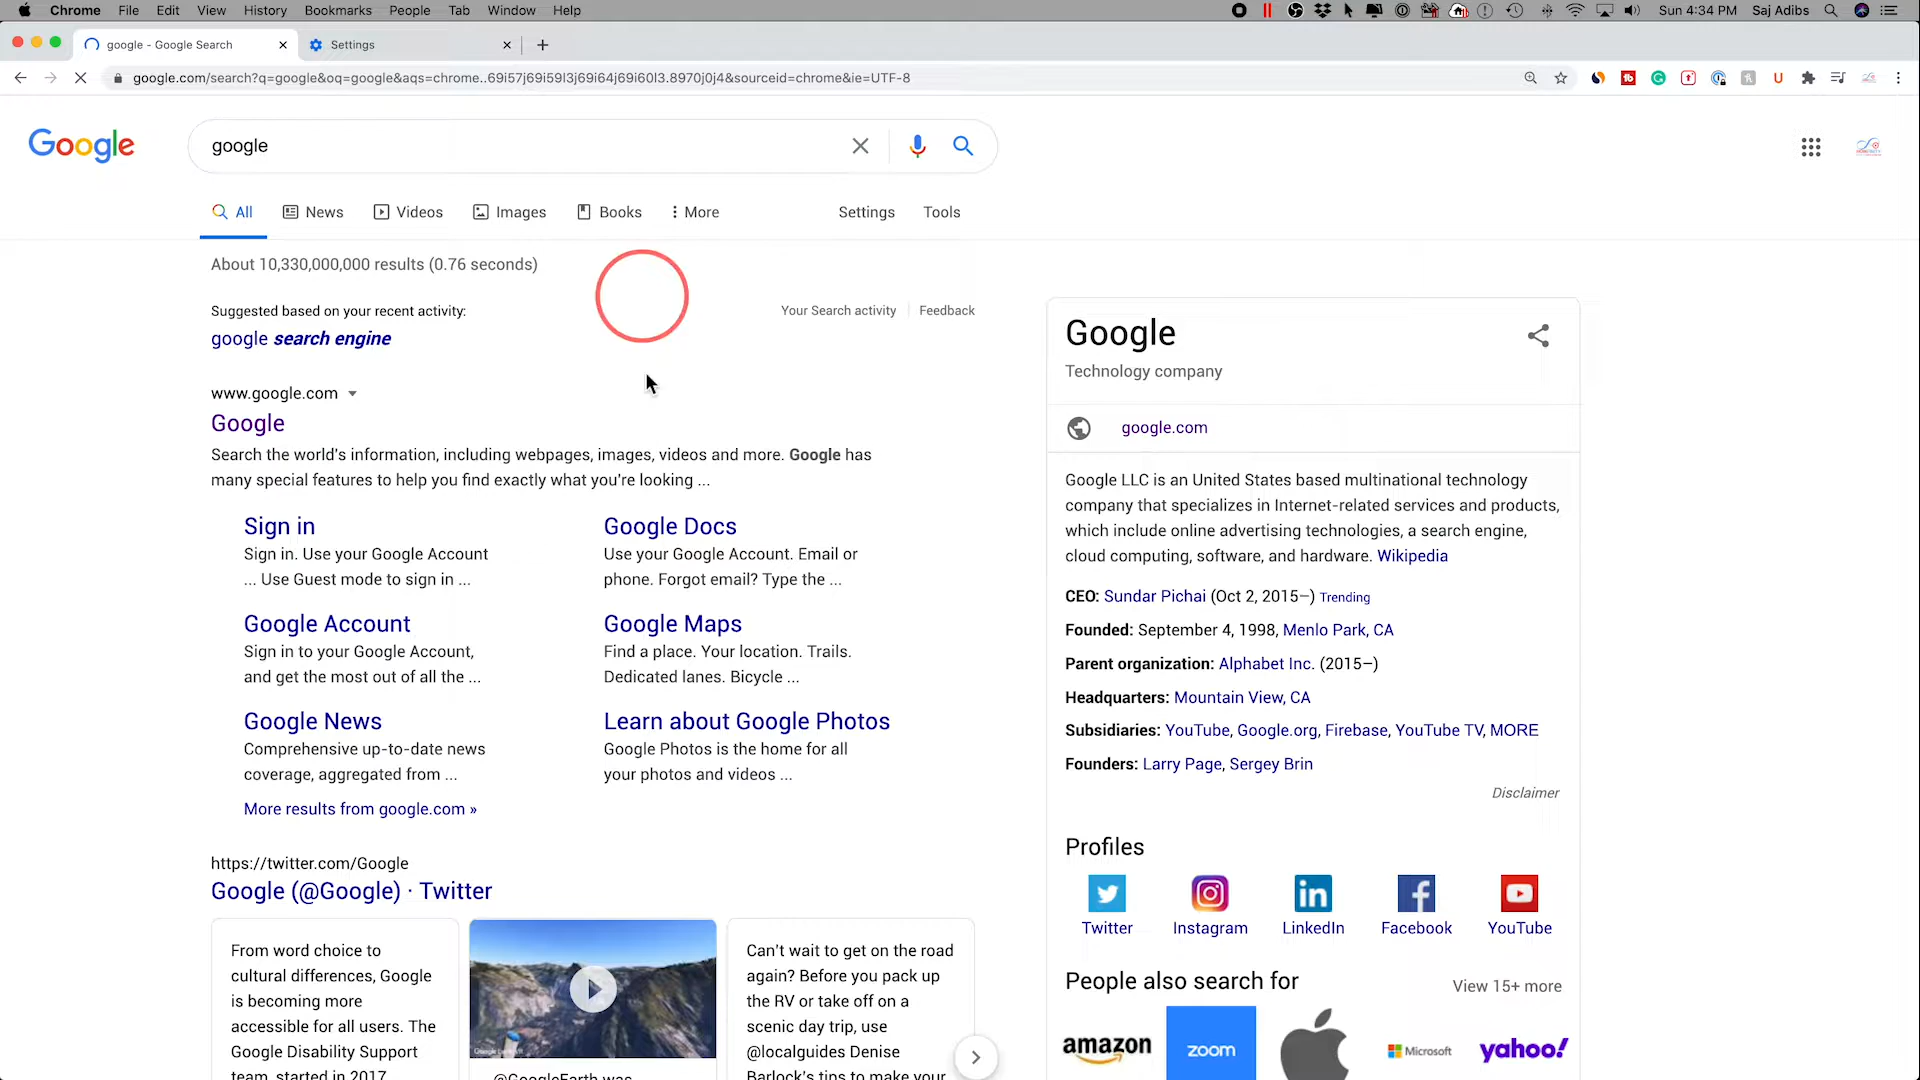 Chrome File Edit View History Bookmarks People Tab Window Help
Sun 4:34 PM Saj Adibs
google - Google Search
Settings
google.com/search?q=google&oq=google&aqs=chrome..69i57j69i59l3j69i64j69i60l3.8970j0j4&sourceid=chrome&ie=UTF-8
Google
google
All News Videos Images Books More Settings Tools
About 10,330,000,000 results (0.76 seconds)
Suggested based on your recent activity:
Your Search activity Feedback
google search engine
www.google.com
Google
Search the world's information, including webpages, images, videos and more. Google has
many special features to help you find exactly what you're looking ...
Sign in
Sign in. Use your Google Account
... Use Guest mode to sign in ...
Google Docs
Use your Google Account. Email or
phone. Forgot email? Type the ...
Google Account
Sign in to your Google Account,
and get the most out of all the ...
Google Maps
Find a place. Your location. Trails.
Dedicated lanes. Bicycle ...
Google News
Comprehensive up-to-date news
coverage, aggregated from ...
Learn about Google Photos
Google Photos is the home for all
your photos and videos ...
More results from google.com »
https://twitter.com/Google
Google (@Google) · Twitter
From word choice to
cultural differences, Google
is becoming more
accessible for all users. The
Google Disability Support
team, started in 2017,
@GoogleEarth was
Can't wait to get on the road
again? Before you pack up
the RV or take off on a
scenic day trip, use
@localguides Denise
Barlock's tips to make your
Google
Technology company
google.com
Google LLC is an United States based multinational technology
company that specializes in Internet-related services and products,
which include online advertising technologies, a search engine,
cloud computing, software, and hardware. Wikipedia
CEO: Sundar Pichai (Oct 2, 2015–) Trending
Founded: September 4, 1998, Menlo Park, CA
Parent organization: Alphabet Inc. (2015–)
Headquarters: Mountain View, CA
Subsidiaries: YouTube, Google.org, Firebase, YouTube TV, MORE
Founders: Larry Page, Sergey Brin
Disclaimer
Profiles
Twitter Instagram LinkedIn Facebook YouTube
People also search for
View 15+ more
amazon zoom Microsoft yahoo!